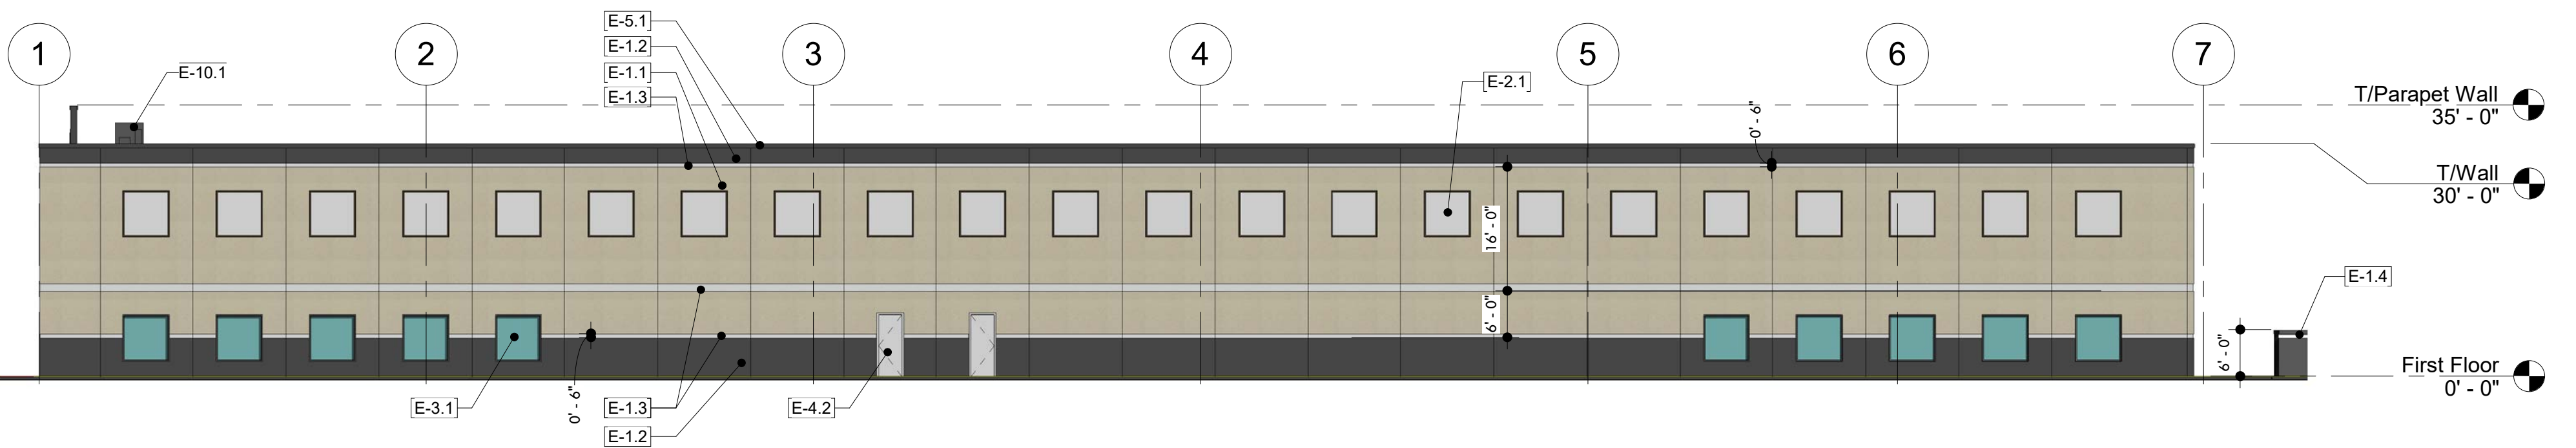 E-5.1
1
2
3
4
5
6
7
E-1.2
E-10.1
E-1.1
E-2.1
E-1.3
T/Parapet Wall
35' - 0"
0' - 6"
T/Wall
30' - 0"
16' - 0"
E-1.4
6' - 0"
6' - 0"
First Floor
0' - 0"
E-3.1
0' - 6"
E-1.3
E-4.2
E-1.2